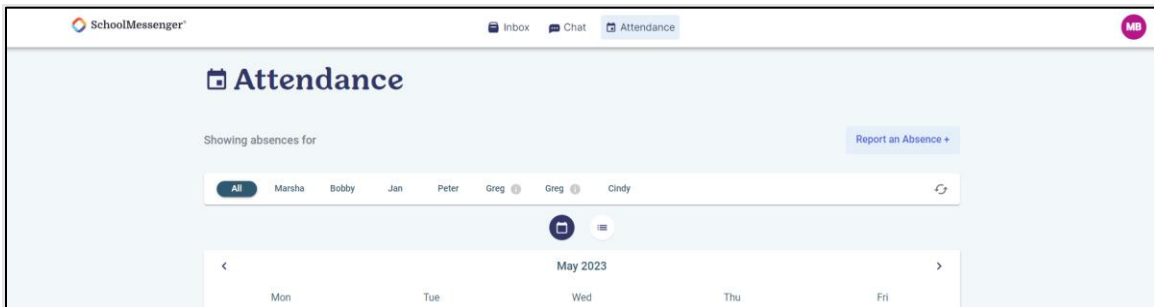 SchoolMessenger®
Inbox Chat Attendance
MB
Attendance
Showing absences for
Report an Absence +
All Marsha Bobby Jan Peter Greg Greg Cindy
May 2023
Mon Tue Wed Thu Fri